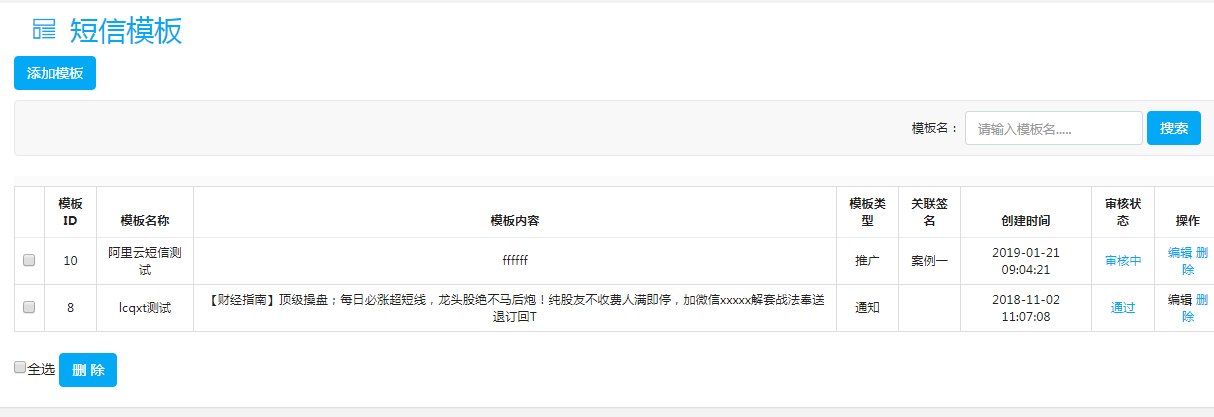 短信模板
添加模板
模板名： 请输入模板名..... 搜索
模板ID 模板名称 模板内容 模板类型 关联签名 创建时间 审核状态 操作
10 阿里云短信测试 ffffff 推广 案例一 2019-01-21 09:04:21 审核中 编辑 删除
8 lcqxt测试 【财经指南】顶级操盘；每日必涨超短线，龙头股绝不马后炮！纯股友不收费人满即停，加微信xxxxx解套战法奉送 退订回T 通知 2018-11-02 11:07:08 通过 编辑 删除
全选 删 除